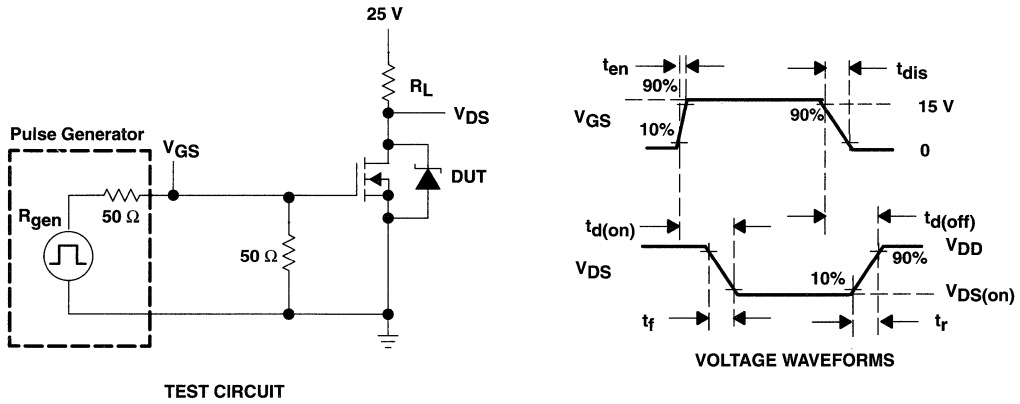 25 V
RL
VDS
Pulse Generator
VGS
Rgen
50 Ω
50 Ω
DUT
TEST CIRCUIT
ten
tdis
90%
15 V
VGS
10%
90%
0
td(on)
td(off)
VDD
90%
VDS
10%
VDS(on)
tf
tr
VOLTAGE WAVEFORMS